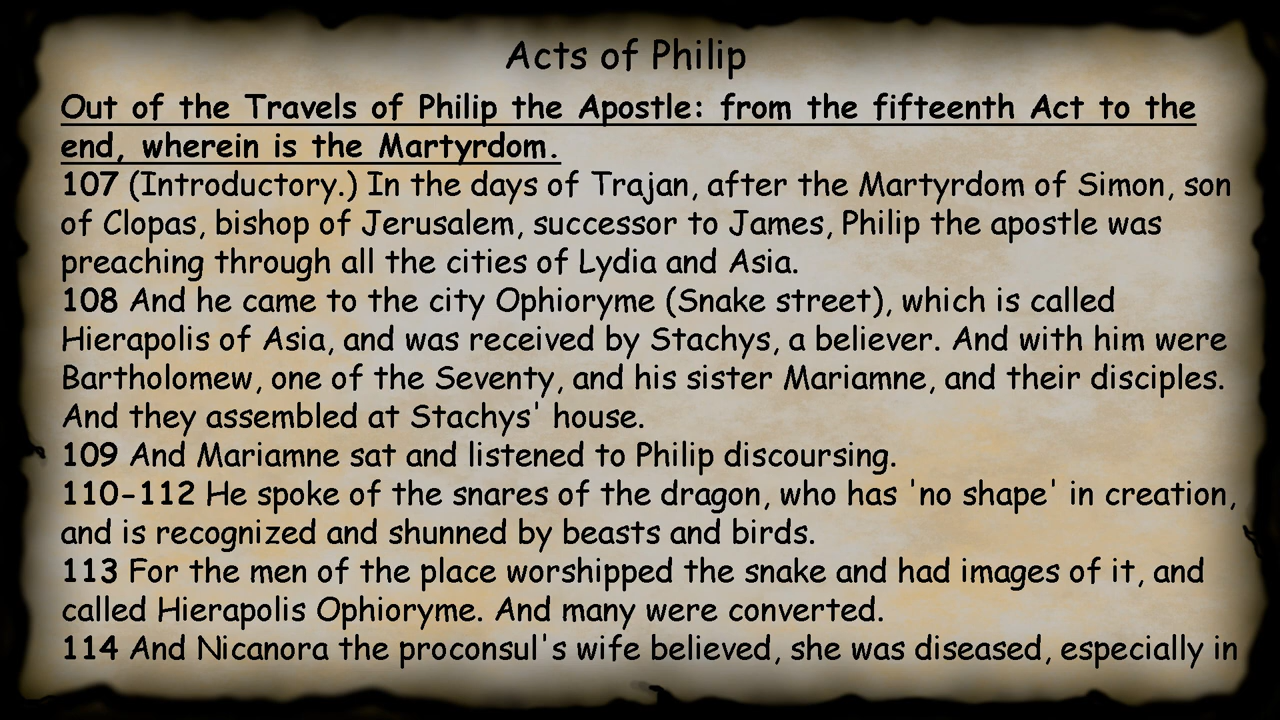 Acts of Philip
Out of the Travels of Philip the Apostle: from the fifteenth Act to the
end, wherein is the Martyrdom.
107 (Introductory.) In the days of Trajan, after the Martyrdom of Simon, son
of Clopas, bishop of Jerusalem, successor to James, Philip the apostle was
preaching through all the cities of Lydia and Asia.
108 And he came to the city Ophioryme (Snake street), which is called
Hierapolis of Asia, and was received by Stachys, a believer. And with him were
Bartholomew, one of the Seventy, and his sister Mariamne, and their disciples.
And they assembled at Stachys' house.
109 And Mariamne sat and listened to Philip discoursing.
110-112 He spoke of the snares of the dragon, who has 'no shape' in creation,
and is recognized and shunned by beasts and birds.
113 For the men of the place worshipped the snake and had images of it, and
called Hierapolis Ophioryme. And many were converted.
114 And Nicanora the proconsul's wife believed, she was diseased, especially in